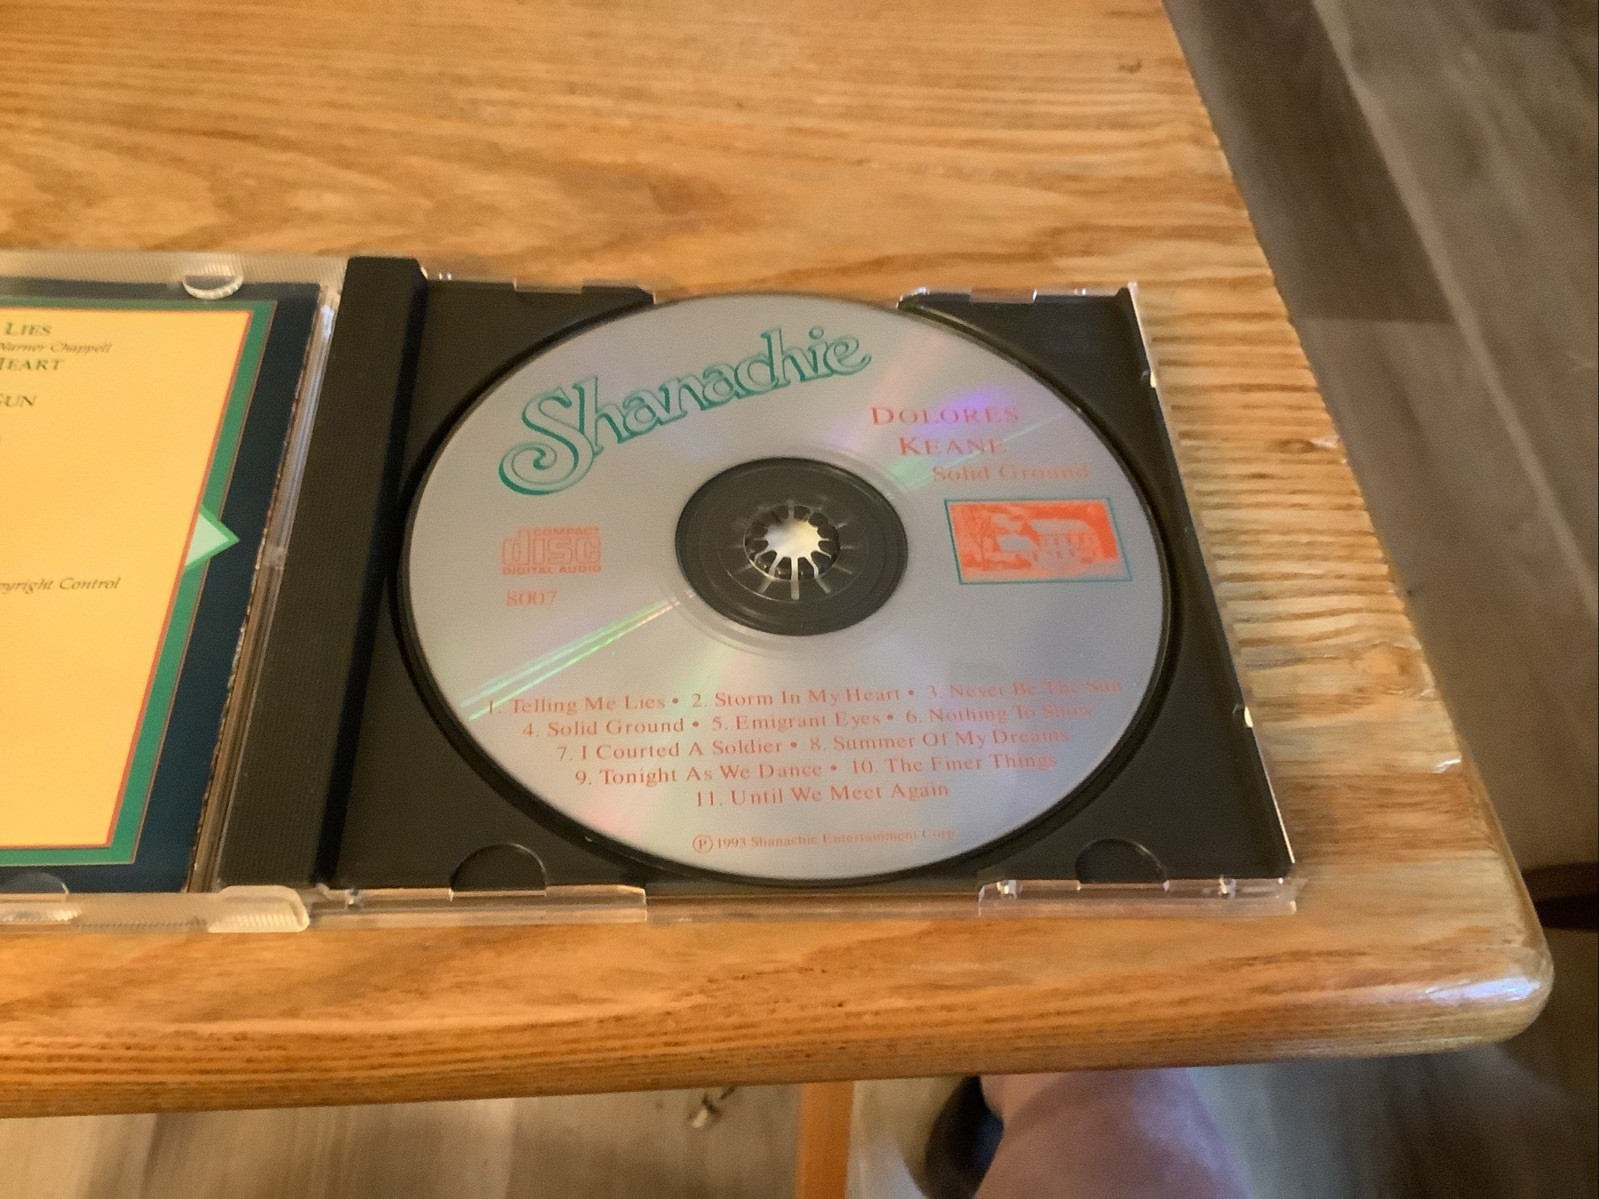 LIES
Warner Chappell
HEART
SUN
Copyright Control
Shanachie
DOLORES
KEANE
Solid Ground
COMPACT
disc
DIGITAL AUDIO
8007
1. Telling Me Lies • 2. Storm In My Heart • 3. Never Be The Sun
4. Solid Ground • 5. Emigrant Eyes • 6. Nothing To Show
7. I Courted A Soldier • 8. Summer Of My Dreams
9. Tonight As We Dance • 10. The Finer Things
11. Until We Meet Again
Ⓟ 1993 Shanachie Entertainment Corp.